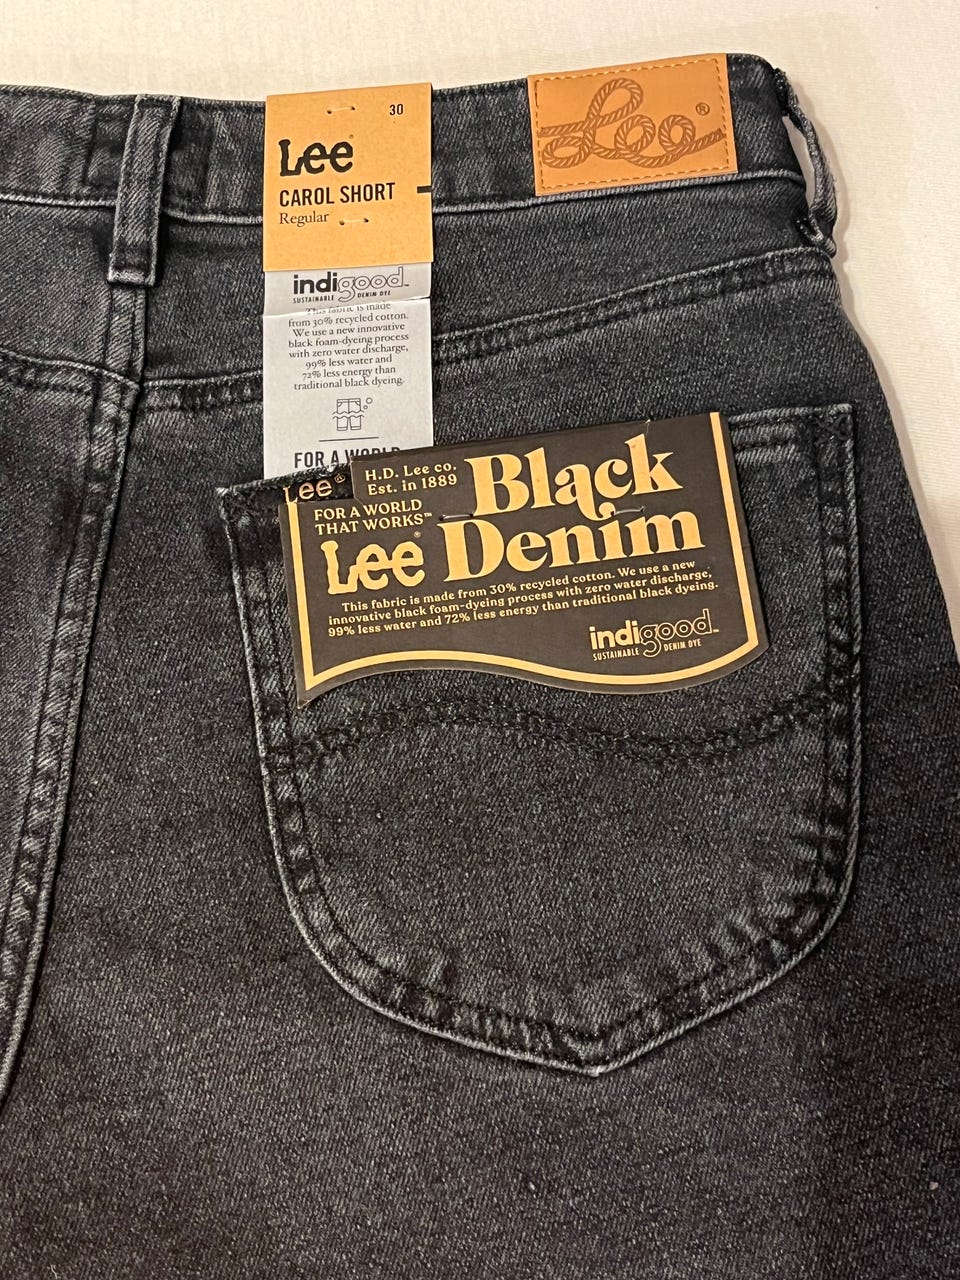 30
Lee
CAROL SHORT
Regular
Lee®
indigood™
SUSTAINABLE DENIM DYE
This fabric is made
from 30% recycled cotton.
We use a new innovative
black foam-dyeing process
with zero water discharge,
99% less water and
72% less energy than
traditional black dyeing.
FOR A WORLD
Lee®
H.D. Lee co.
Est. in 1889
FOR A WORLD
THAT WORKS™
Lee®
Black
Denim
This fabric is made from 30% recycled cotton. We use a new
innovative black foam-dyeing process with zero water discharge,
99% less water and 72% less energy than traditional black dyeing.
indigood™
SUSTAINABLE DENIM DYE